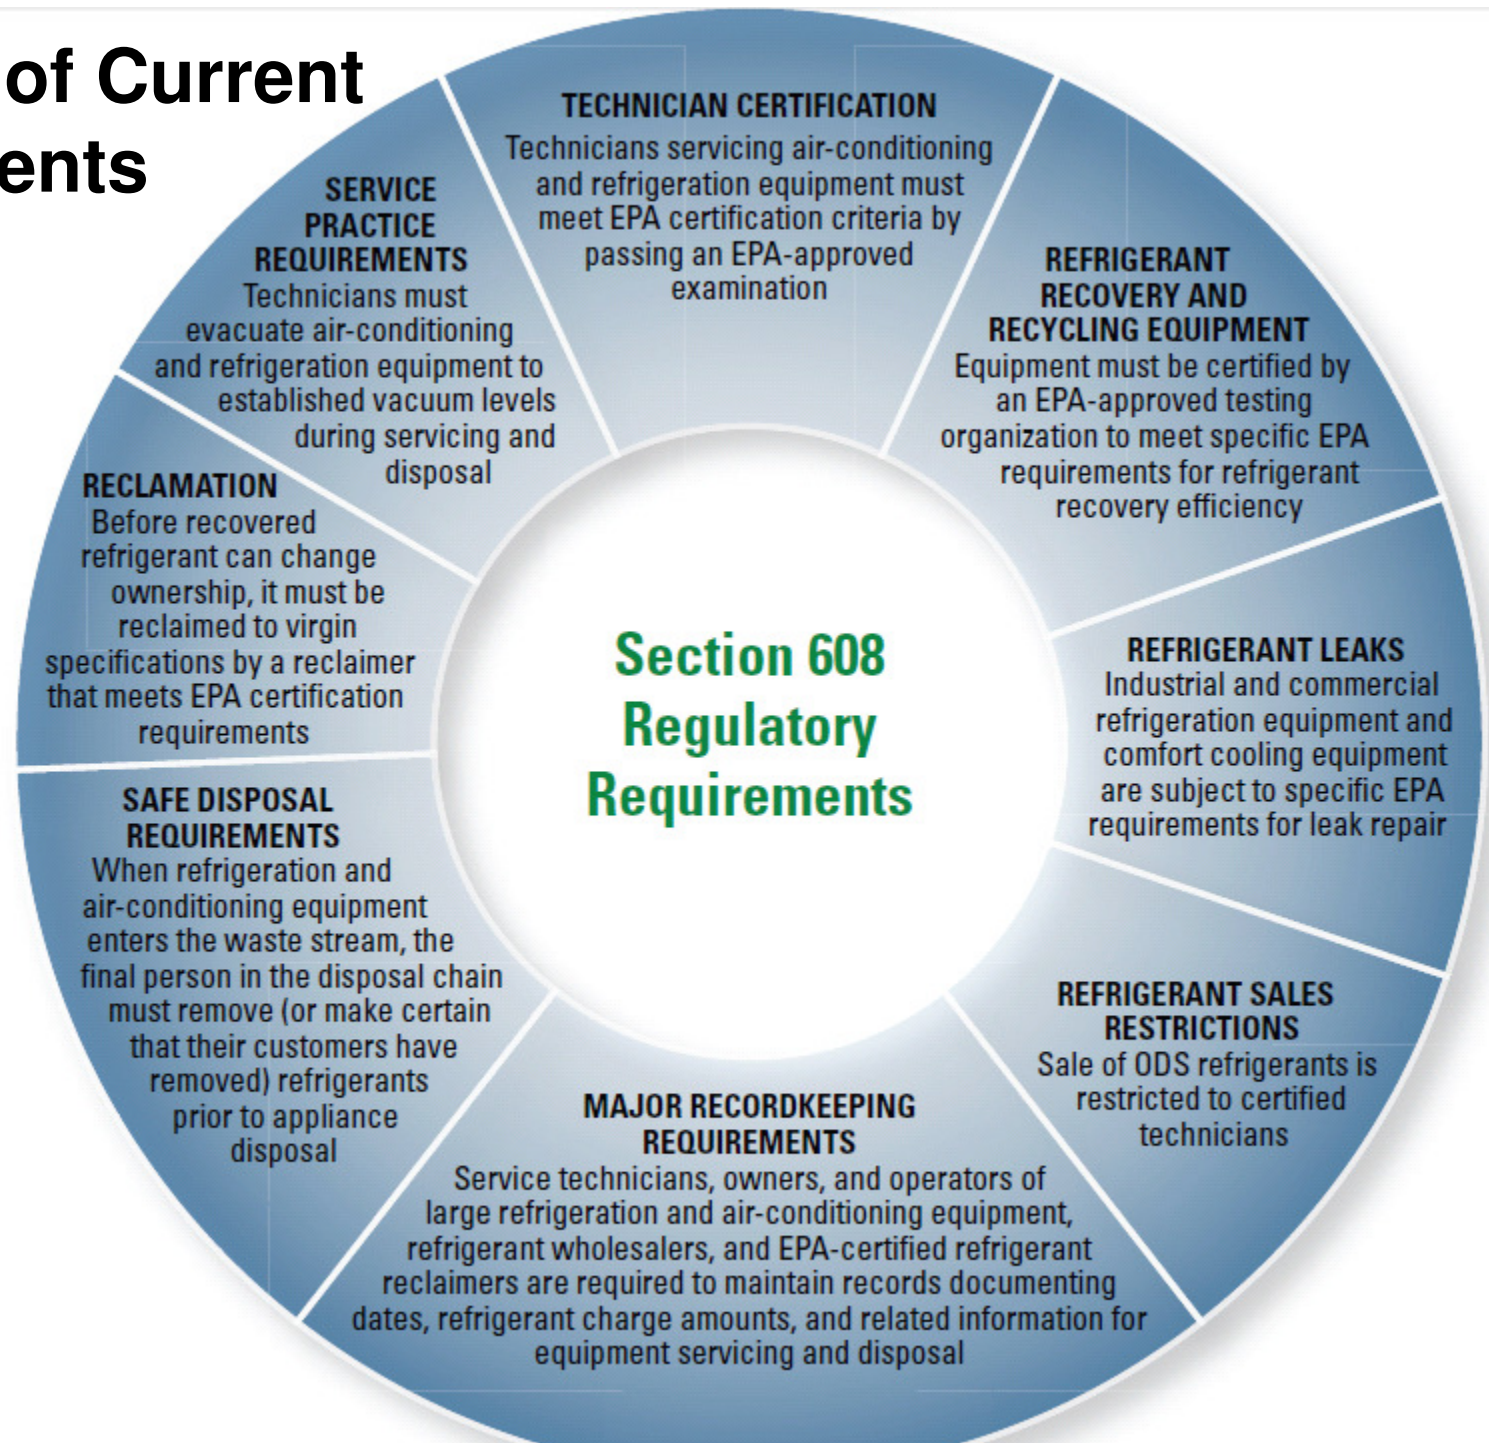 of Current
ents
TECHNICIAN CERTIFICATION
Technicians servicing air-conditioning
and refrigeration equipment must
meet EPA certification criteria by
passing an EPA-approved
examination
REFRIGERANT
RECOVERY AND
RECYCLING EQUIPMENT
Equipment must be certified by
an EPA-approved testing
organization to meet specific EPA
requirements for refrigerant
recovery efficiency
REFRIGERANT LEAKS
Industrial and commercial
refrigeration equipment and
comfort cooling equipment
are subject to specific EPA
requirements for leak repair
REFRIGERANT SALES
RESTRICTIONS
Sale of ODS refrigerants is
restricted to certified
technicians
MAJOR RECORDKEEPING
REQUIREMENTS
Service technicians, owners, and operators of
large refrigeration and air-conditioning equipment,
refrigerant wholesalers, and EPA-certified refrigerant
reclaimers are required to maintain records documenting
dates, refrigerant charge amounts, and related information for
equipment servicing and disposal
SAFE DISPOSAL
REQUIREMENTS
When refrigeration and
air-conditioning equipment
enters the waste stream, the
final person in the disposal chain
must remove (or make certain
that their customers have
removed) refrigerants
prior to appliance
disposal
RECLAMATION
Before recovered
refrigerant can change
ownership, it must be
reclaimed to virgin
specifications by a reclaimer
that meets EPA certification
requirements
SERVICE
PRACTICE
REQUIREMENTS
Technicians must
evacuate air-conditioning
and refrigeration equipment to
established vacuum levels
during servicing and
disposal
Section 608
Regulatory
Requirements